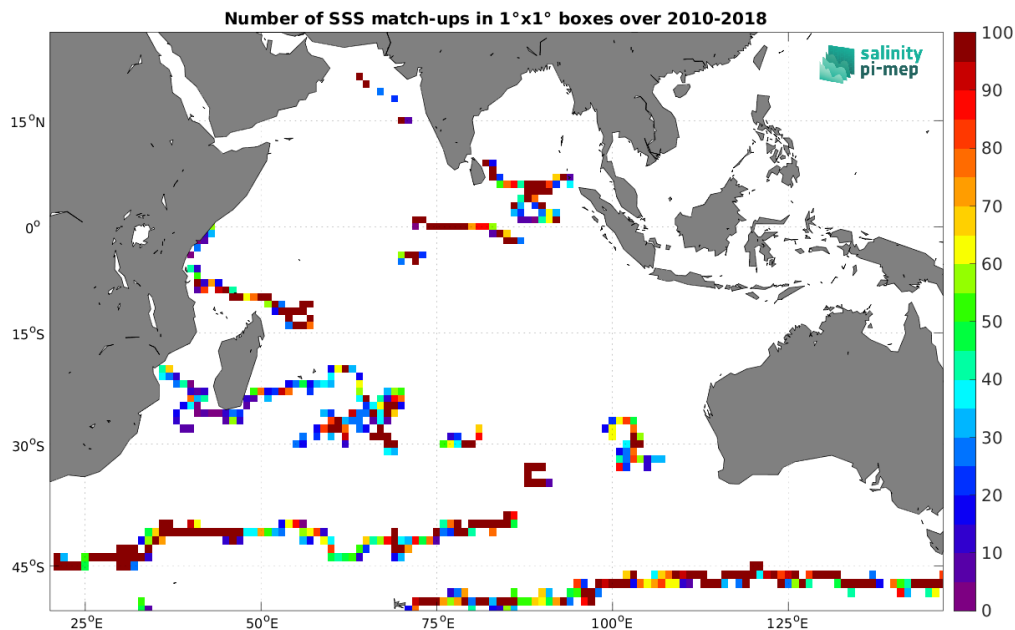 Number of SSS match-ups in 1°x1° boxes over 2010-2018
salinity
pi-mep
100
90
80
70
60
50
40
30
20
10
0
15°N
0°
15°S
30°S
45°S
25°E 50°E 75°E 100°E 125°E